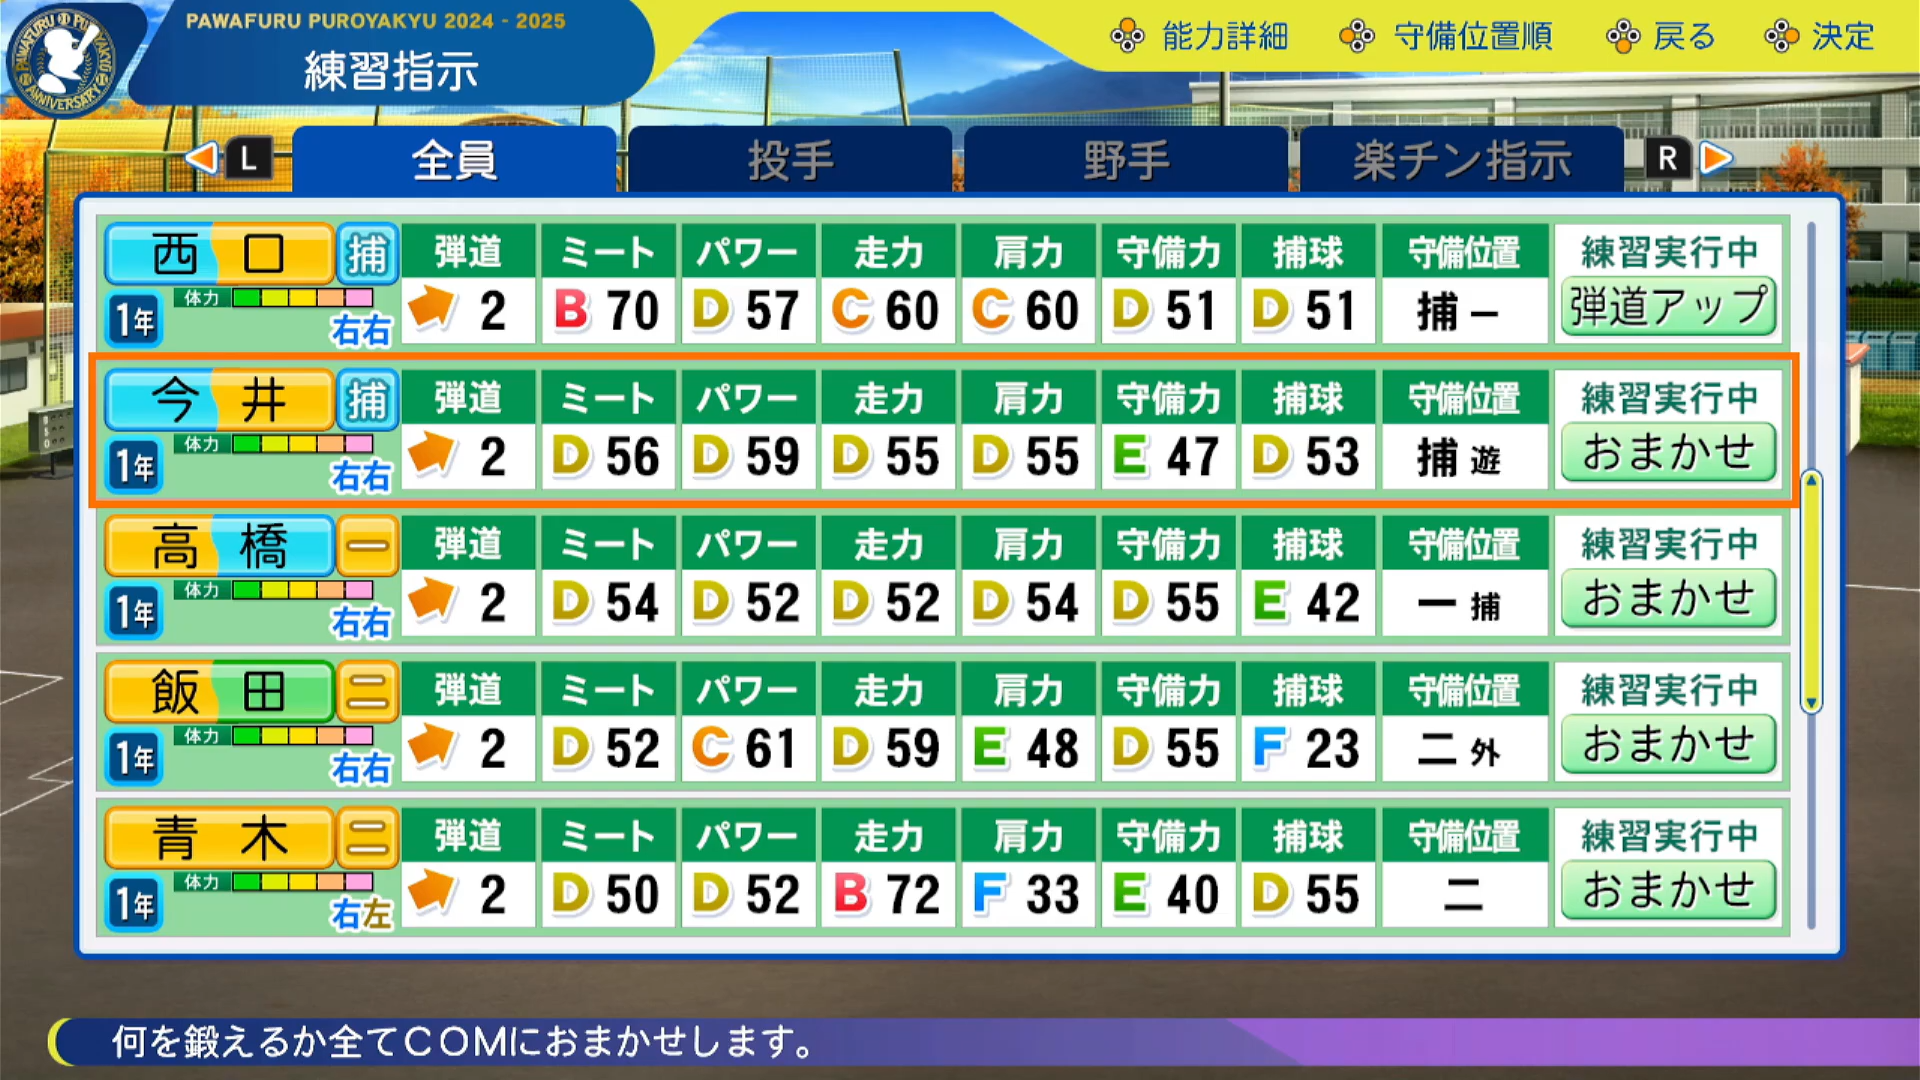 PAWAFURU PUROYAKYU 2024 - 2025
練習指示
能力詳細 守備位置順 戻る 決定
L 全員 投手 野手 楽チン指示 R
西口 捕 弾道 ミート パワー 走力 肩力 守備力 捕球 守備位置 練習実行中
1年 体力 右右 2 B 70 D 57 C 60 C 60 D 51 D 51 捕 ー 弾道アップ
今井 捕 弾道 ミート パワー 走力 肩力 守備力 捕球 守備位置 練習実行中
1年 体力 右右 2 D 56 D 59 D 55 D 55 E 47 D 53 捕 遊 おまかせ
高橋 一 弾道 ミート パワー 走力 肩力 守備力 捕球 守備位置 練習実行中
1年 体力 右右 2 D 54 D 52 D 52 D 54 D 55 E 42 一 捕 おまかせ
飯田 二 弾道 ミート パワー 走力 肩力 守備力 捕球 守備位置 練習実行中
1年 体力 右右 2 D 52 C 61 D 59 E 48 D 55 F 23 二 外 おまかせ
青木 二 弾道 ミート パワー 走力 肩力 守備力 捕球 守備位置 練習実行中
1年 体力 右左 2 D 50 D 52 B 72 F 33 E 40 D 55 二 おまかせ
何を鍛えるか全てCOMにおまかせします。